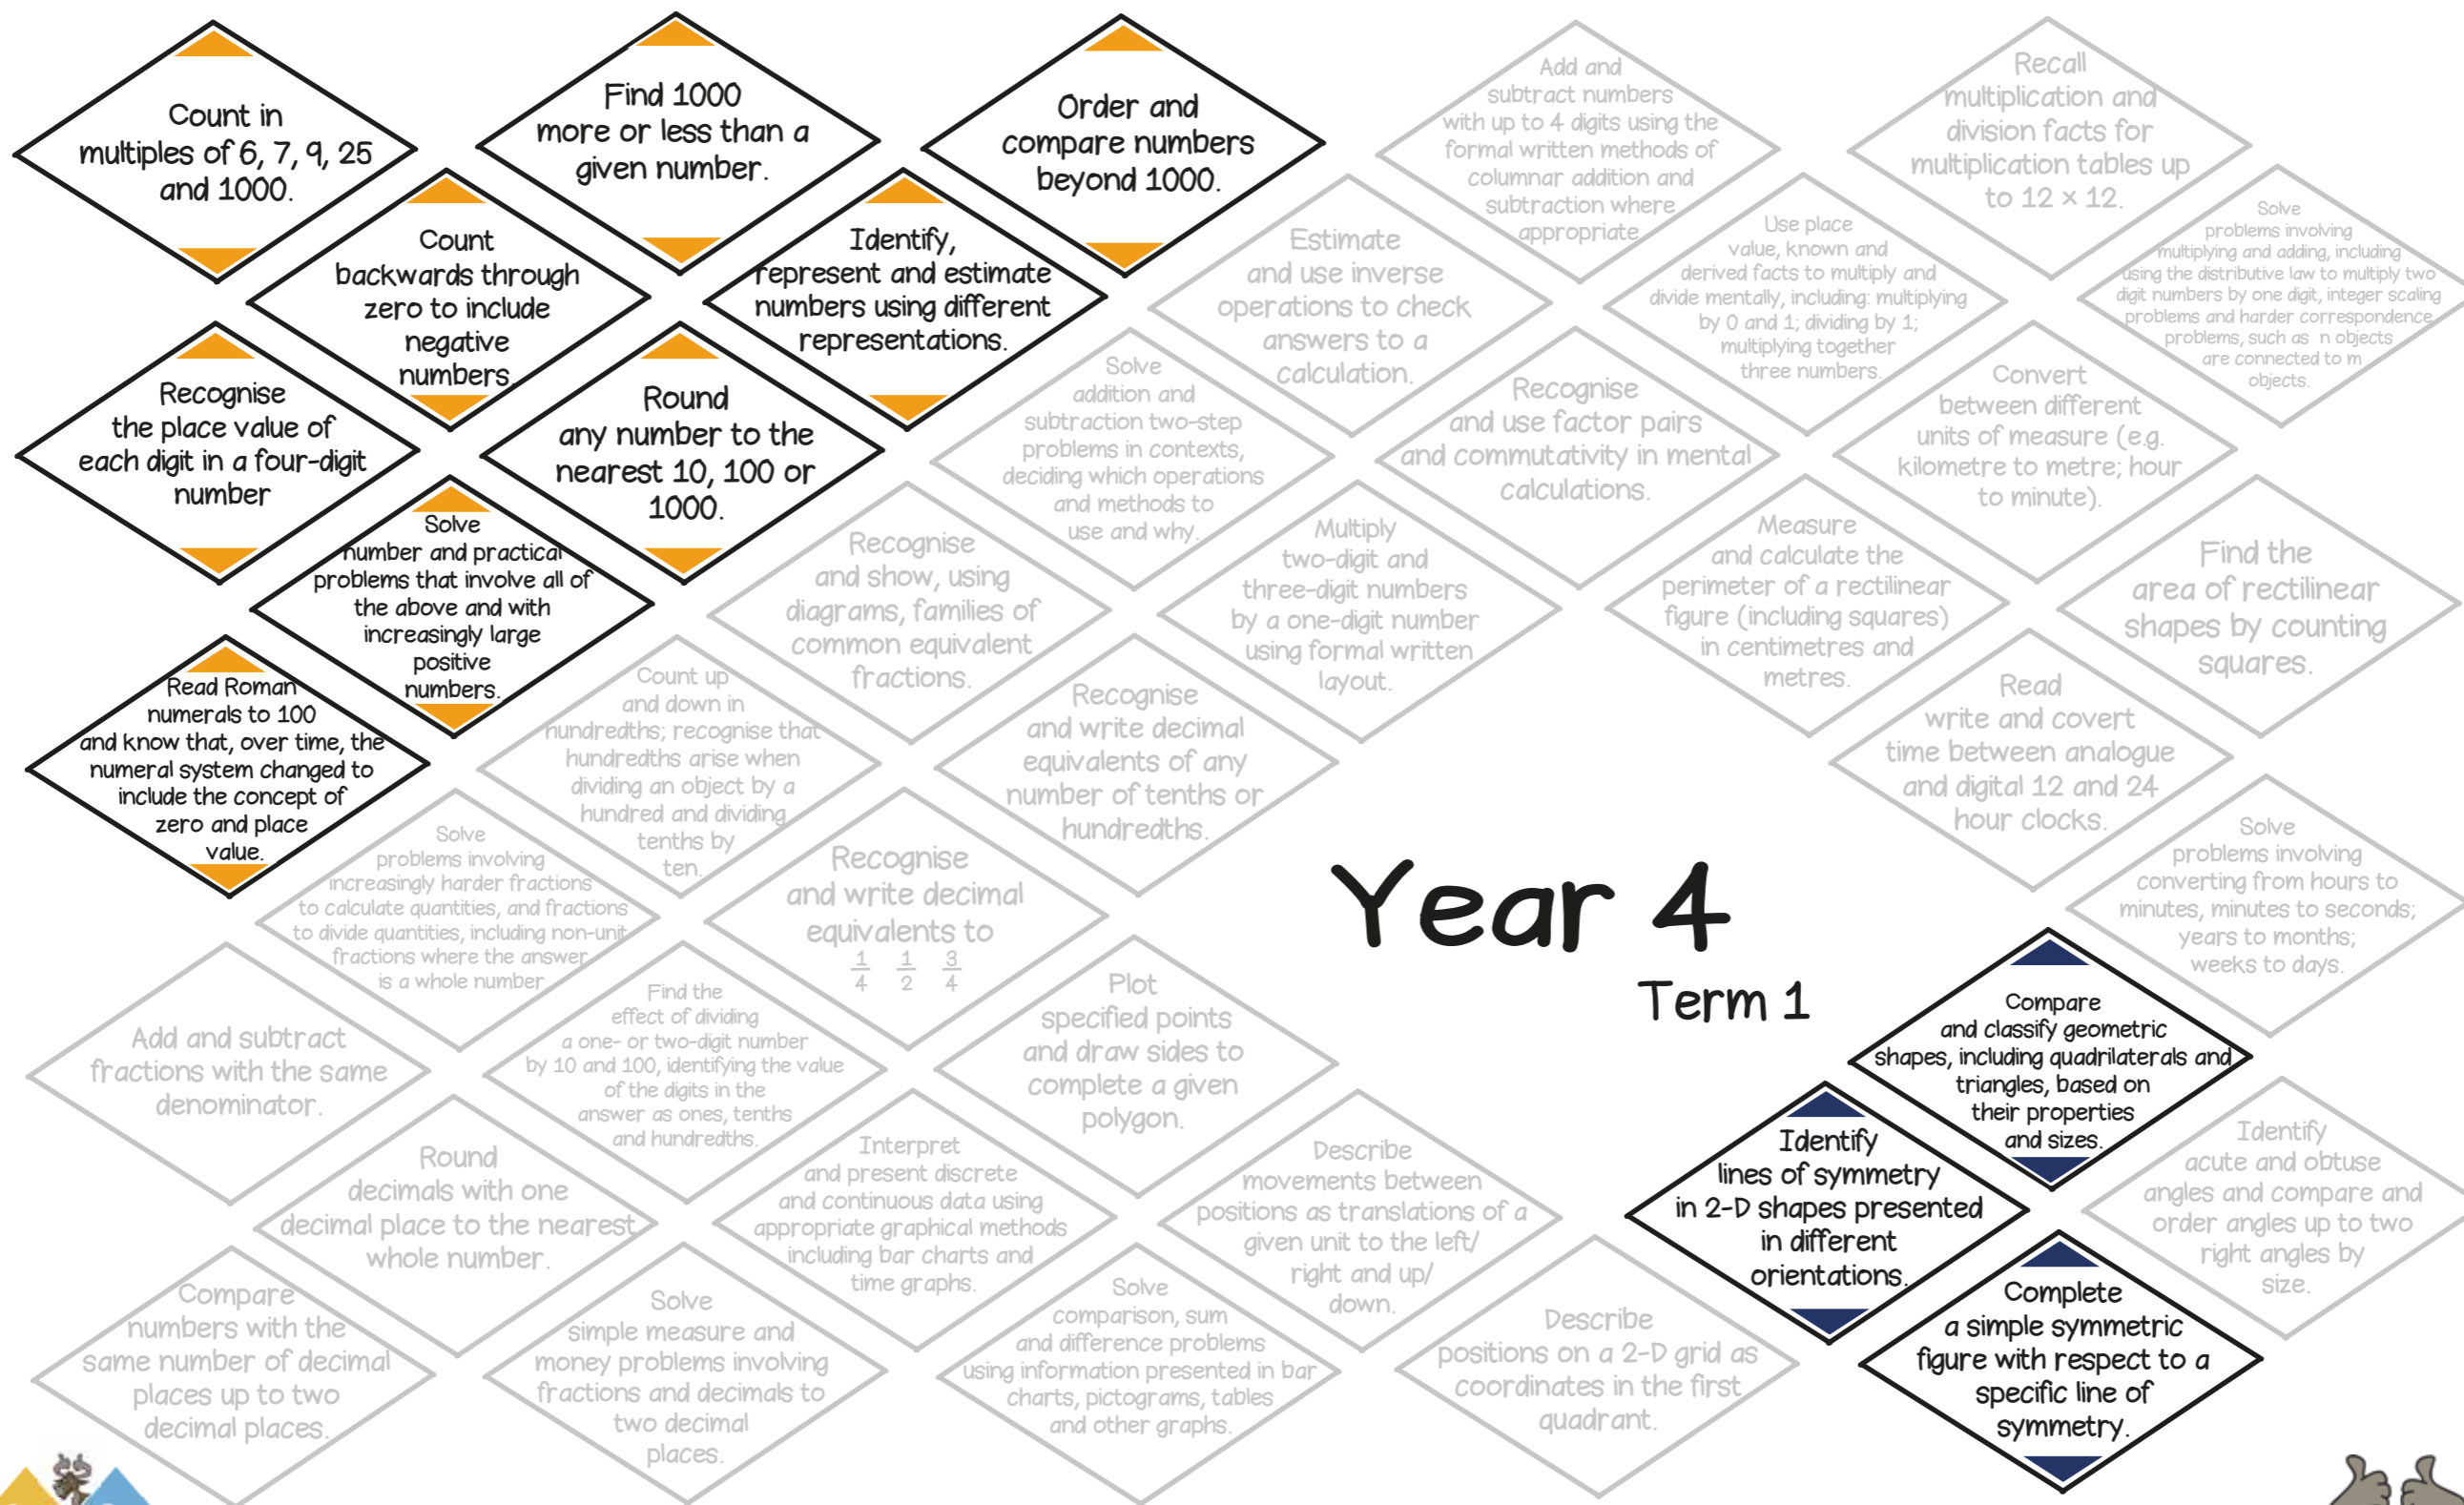 Count in
multiples of 6, 7, 9, 25
and 1000.
Find 1000
more or less than a
given number.
Order and
compare numbers
beyond 1000.
Add and
subtract numbers
with up to 4 digits using the
formal written methods of
columnar addition and
subtraction where
appropriate.
Recall
multiplication and
division facts for
multiplication tables up
to 12 × 12.
Count
backwards through
zero to include
negative
numbers.
Identify,
represent and estimate
numbers using different
representations.
Estimate
and use inverse
operations to check
answers to a
calculation.
Use place
value, known and
derived facts to multiply and
divide mentally, including: multiplying
by 0 and 1; dividing by 1;
multiplying together
three numbers.
Solve
problems involving
multiplying and adding, including
using the distributive law to multiply two
digit numbers by one digit, integer scaling
problems and harder correspondence
problems, such as n objects
are connected to m
objects.
Recognise
the place value of
each digit in a four-digit
number
Round
any number to the
nearest 10, 100 or
1000.
Solve
addition and
subtraction two-step
problems in contexts,
deciding which operations
and methods to
use and why.
Recognise
and use factor pairs
and commutativity in mental
calculations.
Convert
between different
units of measure (e.g.
kilometre to metre; hour
to minute).
Solve
number and practical
problems that involve all of
the above and with
increasingly large
positive
numbers.
Recognise
and show, using
diagrams, families of
common equivalent
fractions.
Multiply
two-digit and
three-digit numbers
by a one-digit number
using formal written
layout.
Measure
and calculate the
perimeter of a rectilinear
figure (including squares)
in centimetres and
metres.
Find the
area of rectilinear
shapes by counting
squares.
Read Roman
numerals to 100
and know that, over time, the
numeral system changed to
include the concept of
zero and place
value.
Count up
and down in
hundredths; recognise that
hundredths arise when
dividing an object by a
hundred and dividing
tenths by
ten.
Recognise
and write decimal
equivalents of any
number of tenths or
hundredths.
Read
write and covert
time between analogue
and digital 12 and 24
hour clocks.
Solve
problems involving
increasingly harder fractions
to calculate quantities, and fractions
to divide quantities, including non-unit
fractions where the answer
is a whole number.
Recognise
and write decimal
equivalents to
1/4 1/2 3/4
Year 4
Term 1
Solve
problems involving
converting from hours to
minutes, minutes to seconds;
years to months;
weeks to days.
Add and subtract
fractions with the same
denominator.
Find the
effect of dividing
a one- or two-digit number
by 10 and 100, identifying the value
of the digits in the
answer as ones, tenths
and hundredths.
Plot
specified points
and draw sides to
complete a given
polygon.
Compare
and classify geometric
shapes, including quadrilaterals and
triangles, based on
their properties
and sizes.
Round
decimals with one
decimal place to the nearest
whole number.
Interpret
and present discrete
and continuous data using
appropriate graphical methods
including bar charts and
time graphs.
Describe
movements between
positions as translations of a
given unit to the left/
right and up/
down.
Identify
lines of symmetry
in 2-D shapes presented
in different
orientations.
Identify
acute and obtuse
angles and compare and
order angles up to two
right angles by
size.
Compare
numbers with the
same number of decimal
places up to two
decimal places.
Solve
simple measure and
money problems involving
fractions and decimals to
two decimal
places.
Solve
comparison, sum
and difference problems
using information presented in bar
charts, pictograms, tables
and other graphs.
Describe
positions on a 2-D grid as
coordinates in the first
quadrant.
Complete
a simple symmetric
figure with respect to a
specific line of
symmetry.